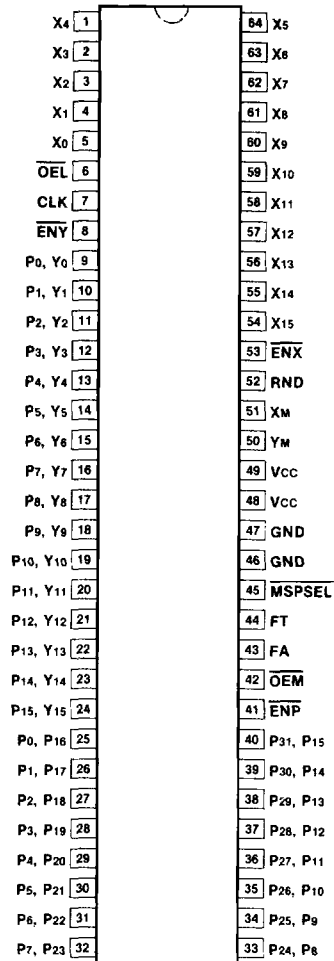 X4 1 64 X5
X3 2 63 X6
X2 3 62 X7
X1 4 61 X8
X0 5 60 X9
OEL 6 59 X10
CLK 7 58 X11
ENY 8 57 X12
P0, Y0 9 56 X13
P1, Y1 10 55 X14
P2, Y2 11 54 X15
P3, Y3 12 53 ENX
P4, Y4 13 52 RND
P5, Y5 14 51 XM
P6, Y6 15 50 YM
P7, Y7 16 49 VCC
P8, Y8 17 48 VCC
P9, Y9 18 47 GND
P10, Y10 19 46 GND
P11, Y11 20 45 MSPSEL
P12, Y12 21 44 FT
P13, Y13 22 43 FA
P14, Y14 23 42 OEM
P15, Y15 24 41 ENP
P0, P16 25 40 P31, P15
P1, P17 26 39 P30, P14
P2, P18 27 38 P29, P13
P3, P19 28 37 P28, P12
P4, P20 29 36 P27, P11
P5, P21 30 35 P26, P10
P6, P22 31 34 P25, P9
P7, P23 32 33 P24, P8